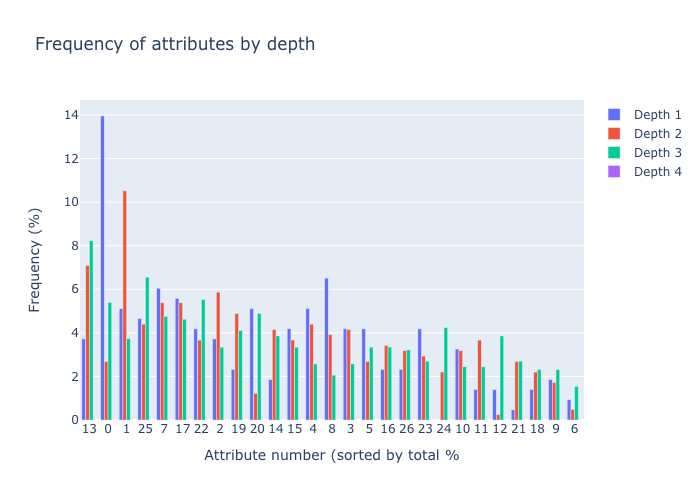 Frequency of attributes by depth
14
12
10
8
6
4
2
0
Frequency (%)
13 0 1 25 7 17 22 2 19 20 14 15 4 8 3 5 16 26 23 24 10 11 12 21 18 9 6
Attribute number (sorted by total %
Depth 1
Depth 2
Depth 3
Depth 4